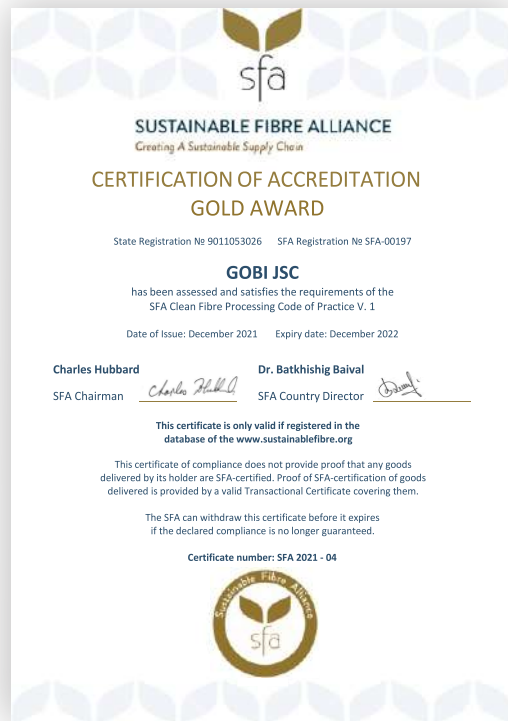 sfa
SUSTAINABLE FIBRE ALLIANCE
Creating A Sustainable Supply Chain
CERTIFICATION OF ACCREDITATION
GOLD AWARD
State Registration № 9011053026 SFA Registration № SFA-00197
GOBI JSC
has been assessed and satisfies the requirements of the
SFA Clean Fibre Processing Code of Practice V. 1
Date of Issue: December 2021 Expiry date: December 2022
Charles Hubbard Dr. Batkhishig Baival
SFA Chairman Charles Hubbard SFA Country Director
This certificate is only valid if registered in the
database of the www.sustainablefibre.org
This certificate of compliance does not provide proof that any goods
delivered by its holder are SFA-certified. Proof of SFA-certification of goods
delivered is provided by a valid Transactional Certificate covering them.
The SFA can withdraw this certificate before it expires
if the declared compliance is no longer guaranteed.
Certificate number: SFA 2021 - 04
Sustainable Fibre Alliance
sfa